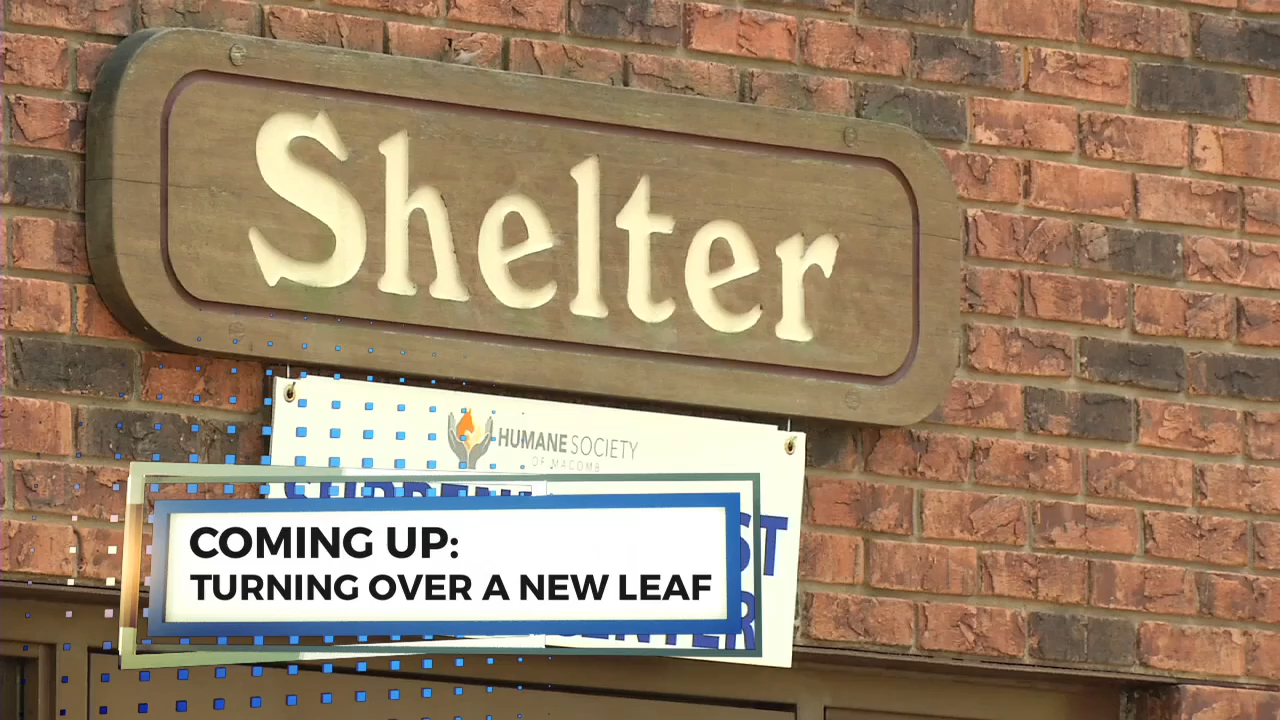 Shelter
HUMANE SOCIETY
OF MACOMB
COMING UP:
TURNING OVER A NEW LEAF